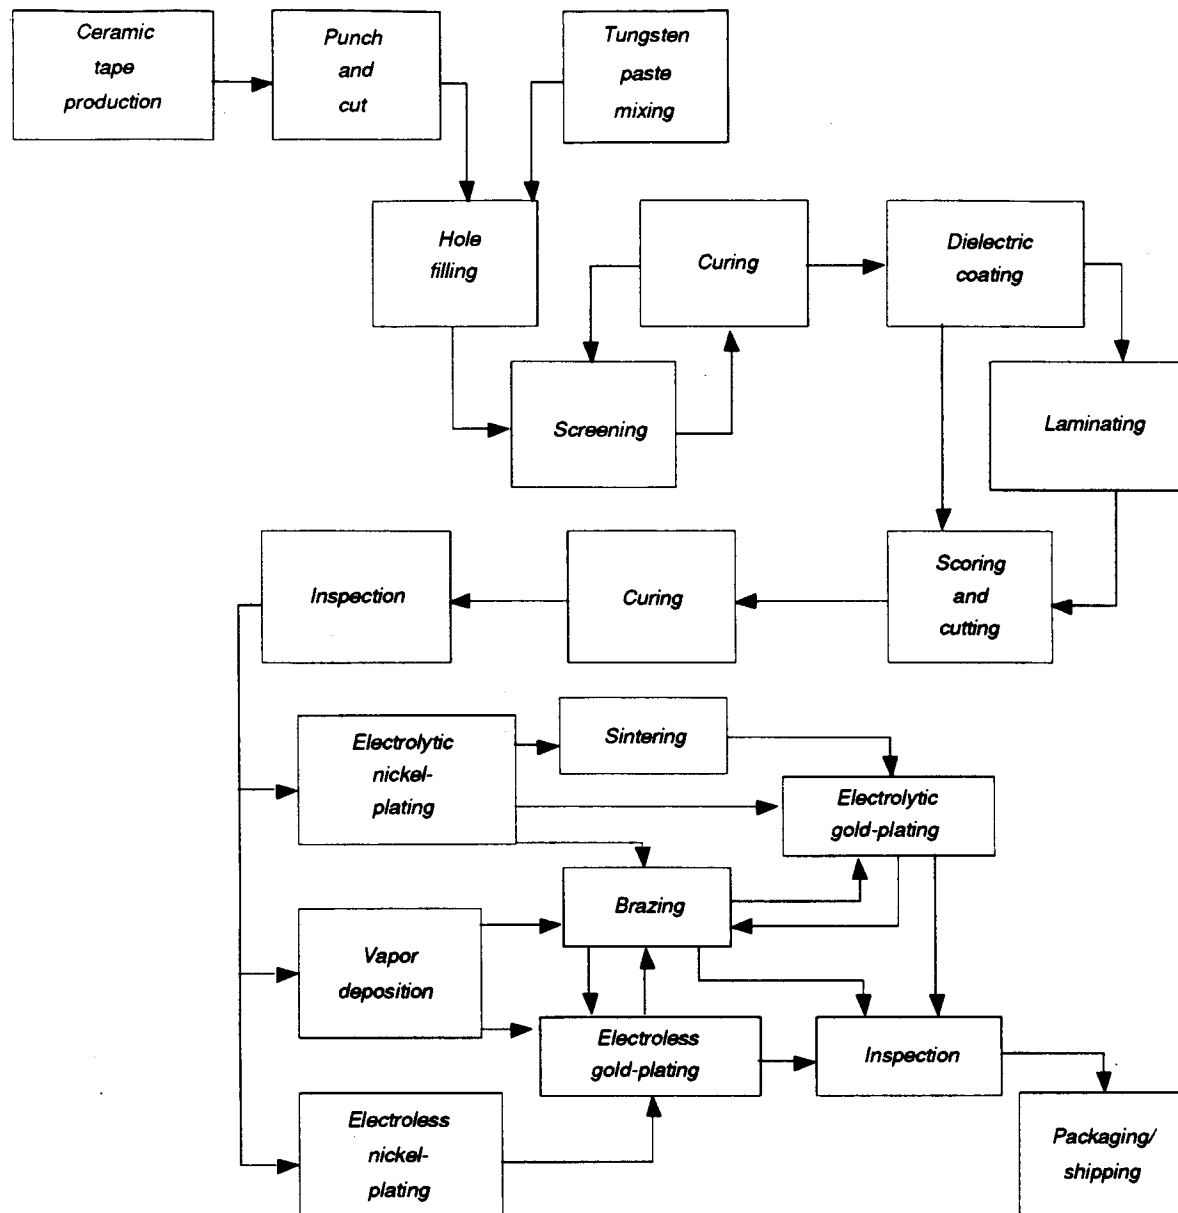 Ceramic
tape
production
Punch
and
cut
Tungsten
paste
mixing
Hole
filling
Curing
Dielectric
coating
Screening
Laminating
Inspection
Curing
Scoring
and
cutting
Electrolytic
nickel-
plating
Sintering
Electrolytic
gold-plating
Brazing
Vapor
deposition
Electroless
gold-plating
Inspection
Electroless
nickel-
plating
Packaging/
shipping